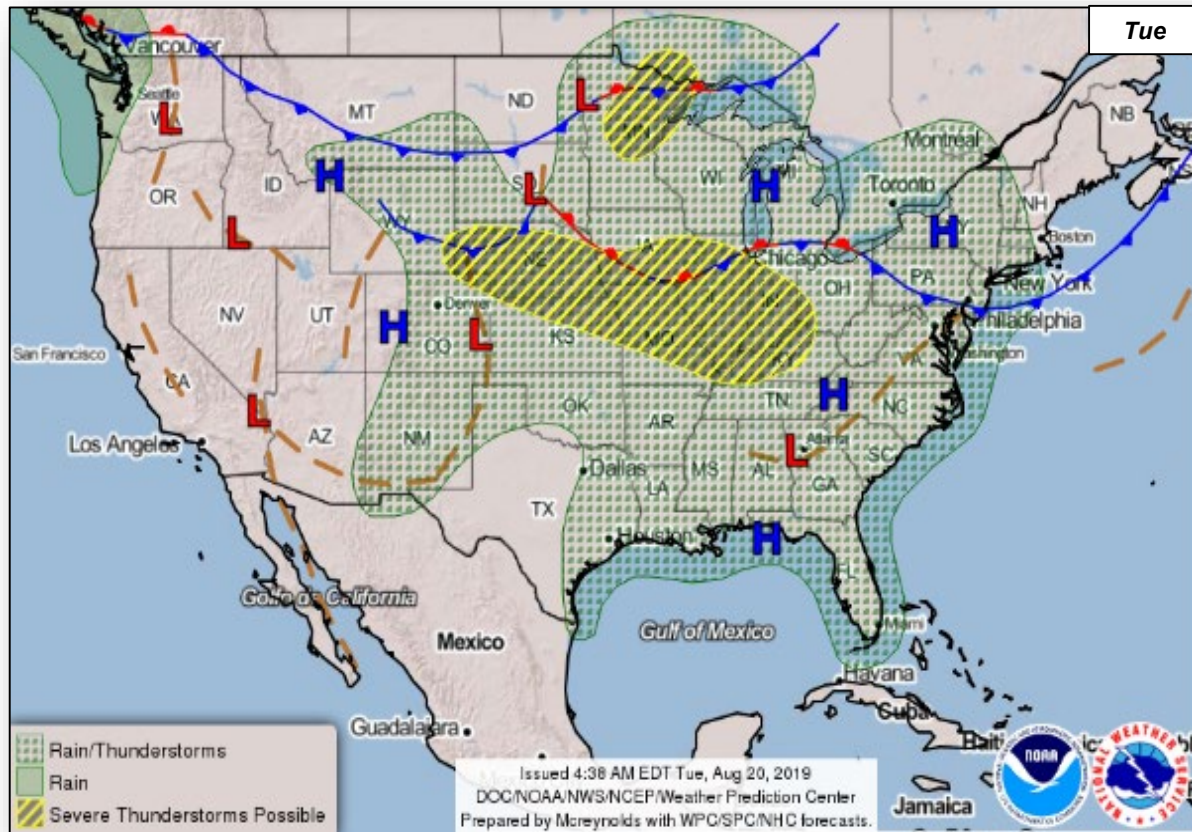 Tue
Vancouver
Seattle
WA
MT
ND
MN
Montréal
NB
NS
OR
ID
WI
MI
Toronto
NH
L
L
L
L
L
L
L
H
H
H
H
H
H
WY
NE
IA
Chicago
NY
Boston
PA
New York
OH
IN
Philadelphia
Washington
San Francisco
NV
UT
Denver
CO
KS
MO
KY
VA
CA
Los Angeles
AZ
NM
OK
AR
TN
NC
SC
Atlanta
Dallas
MS
AL
GA
LA
TX
Houston
FL
Miami
Golfo de California
Mexico
Gulf of Mexico
Havana
Cuba
Guadalajara
Jamaica
Rain/Thunderstorms
Rain
Severe Thunderstorms Possible
Issued 4:38 AM EDT Tue, Aug 20, 2019
DOC/NOAA/NWS/NCEP/Weather Prediction Center
Prepared by Mcreynolds with WPC/SPC/NHC forecasts.
NOAA
NATIONAL WEATHER SERVICE